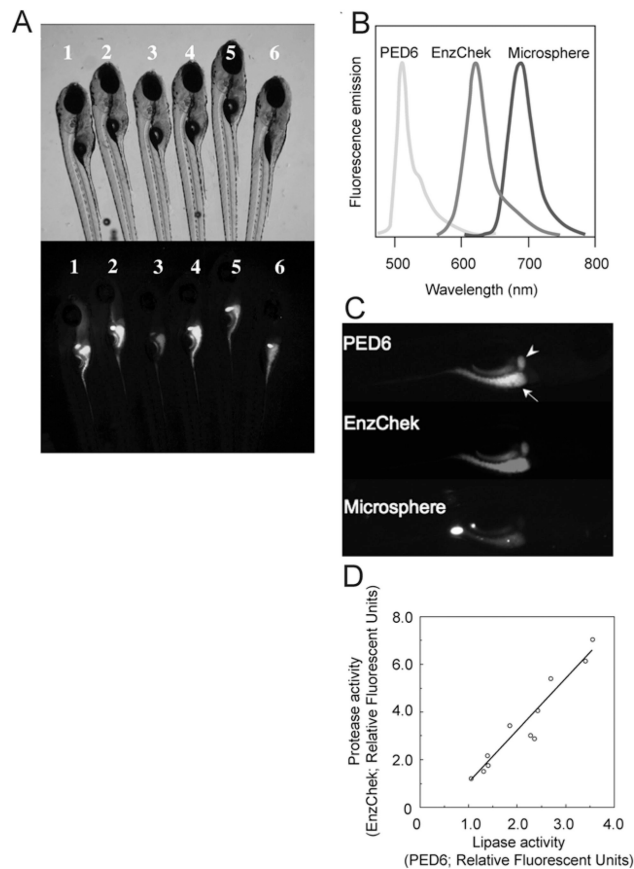 A
1 2 3 4 5 6
1 2 3 4 5 6
B
PED6 EnzChek Microsphere
Fluorescence emission
500 600 700 800
Wavelength (nm)
C
PED6
EnzChek
Microsphere
D
Protease activity
(EnzChek; Relative Fluorescent Units)
8.0
6.0
4.0
2.0
0
0 1.0 2.0 3.0 4.0
Lipase activity
(PED6; Relative Fluorescent Units)